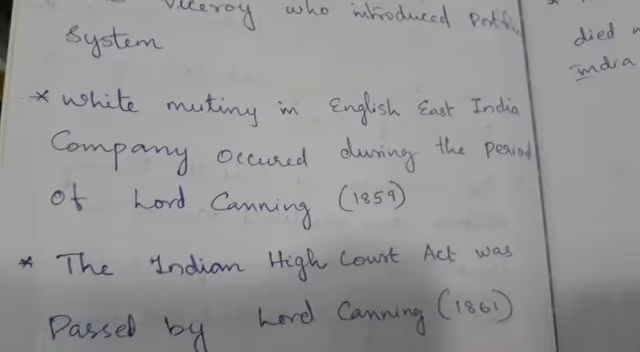 Viceroy who introduced
System
* White mutiny in English East India
Company occured during the period
of Lord Canning (1859)
* The Indian High Court Act was
Passed by Lord Canning (1861)
died
india